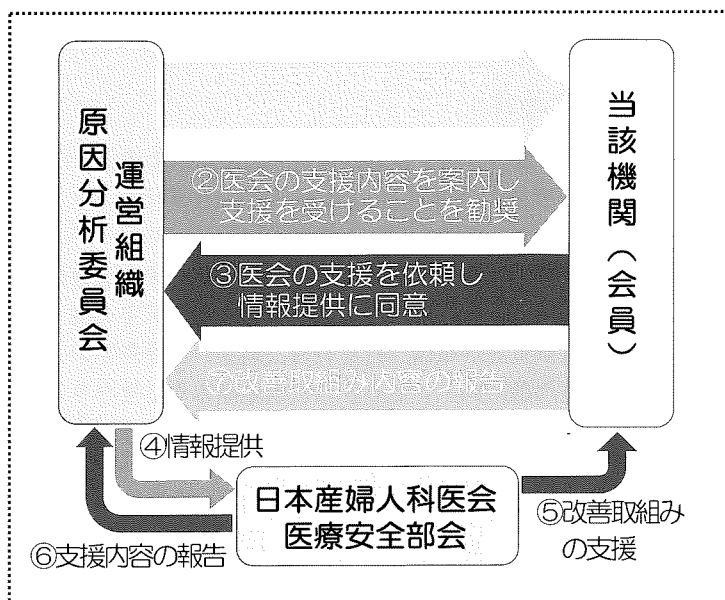 運営組織
原因分析委員会
当該機関（会員）
②医会の支援内容を案内し
支援を受けることを勧奨
③医会の支援を依頼し
情報提供に同意
⑦改善取組み内容の報告
④情報提供
日本産婦人科医会
医療安全部会
⑤改善取組み
の支援
⑥支援内容の報告